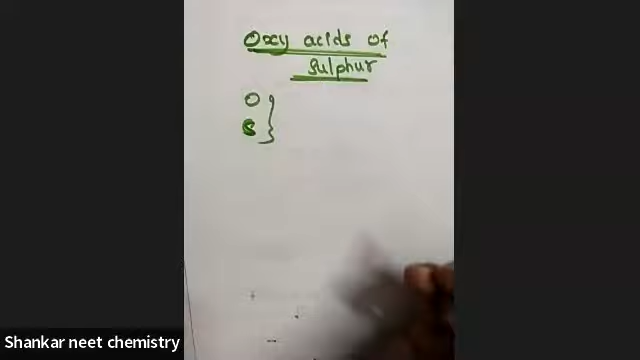 Oxy acids of
Sulphur
O }
S
Shankar neet chemistry